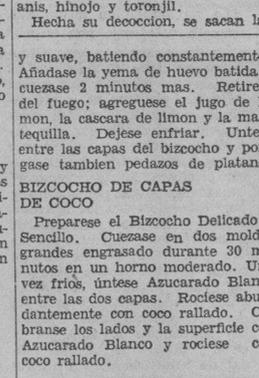 anis, hinojo y toronjil.
Hecha su decoccion, se sacan
y suave, batiendo constantement
Añadase la yema de huevo batida
cuezase 2 minutos mas. Retire
del fuego; agreguese el jugo de
mon, la cascara de limon y la ma
tequilla. Dejese enfriar. Unte
entre las capas del bizcocho y po
gase tambien pedazos de platan
BIZCOCHO DE CAPAS
DE COCO
Preparese el Bizcocho Delicado
Sencillo. Cuezase en dos mold
grandes engrasado durante 30 m
nutos en un horno moderado. Un
vez frios, úntese Azucarado Blan
entre las dos capas. Rociese abu
dantemente con coco rallado. C
branse los lados y la superficie c
Azucarado Blanco y rociese c
coco rallado.